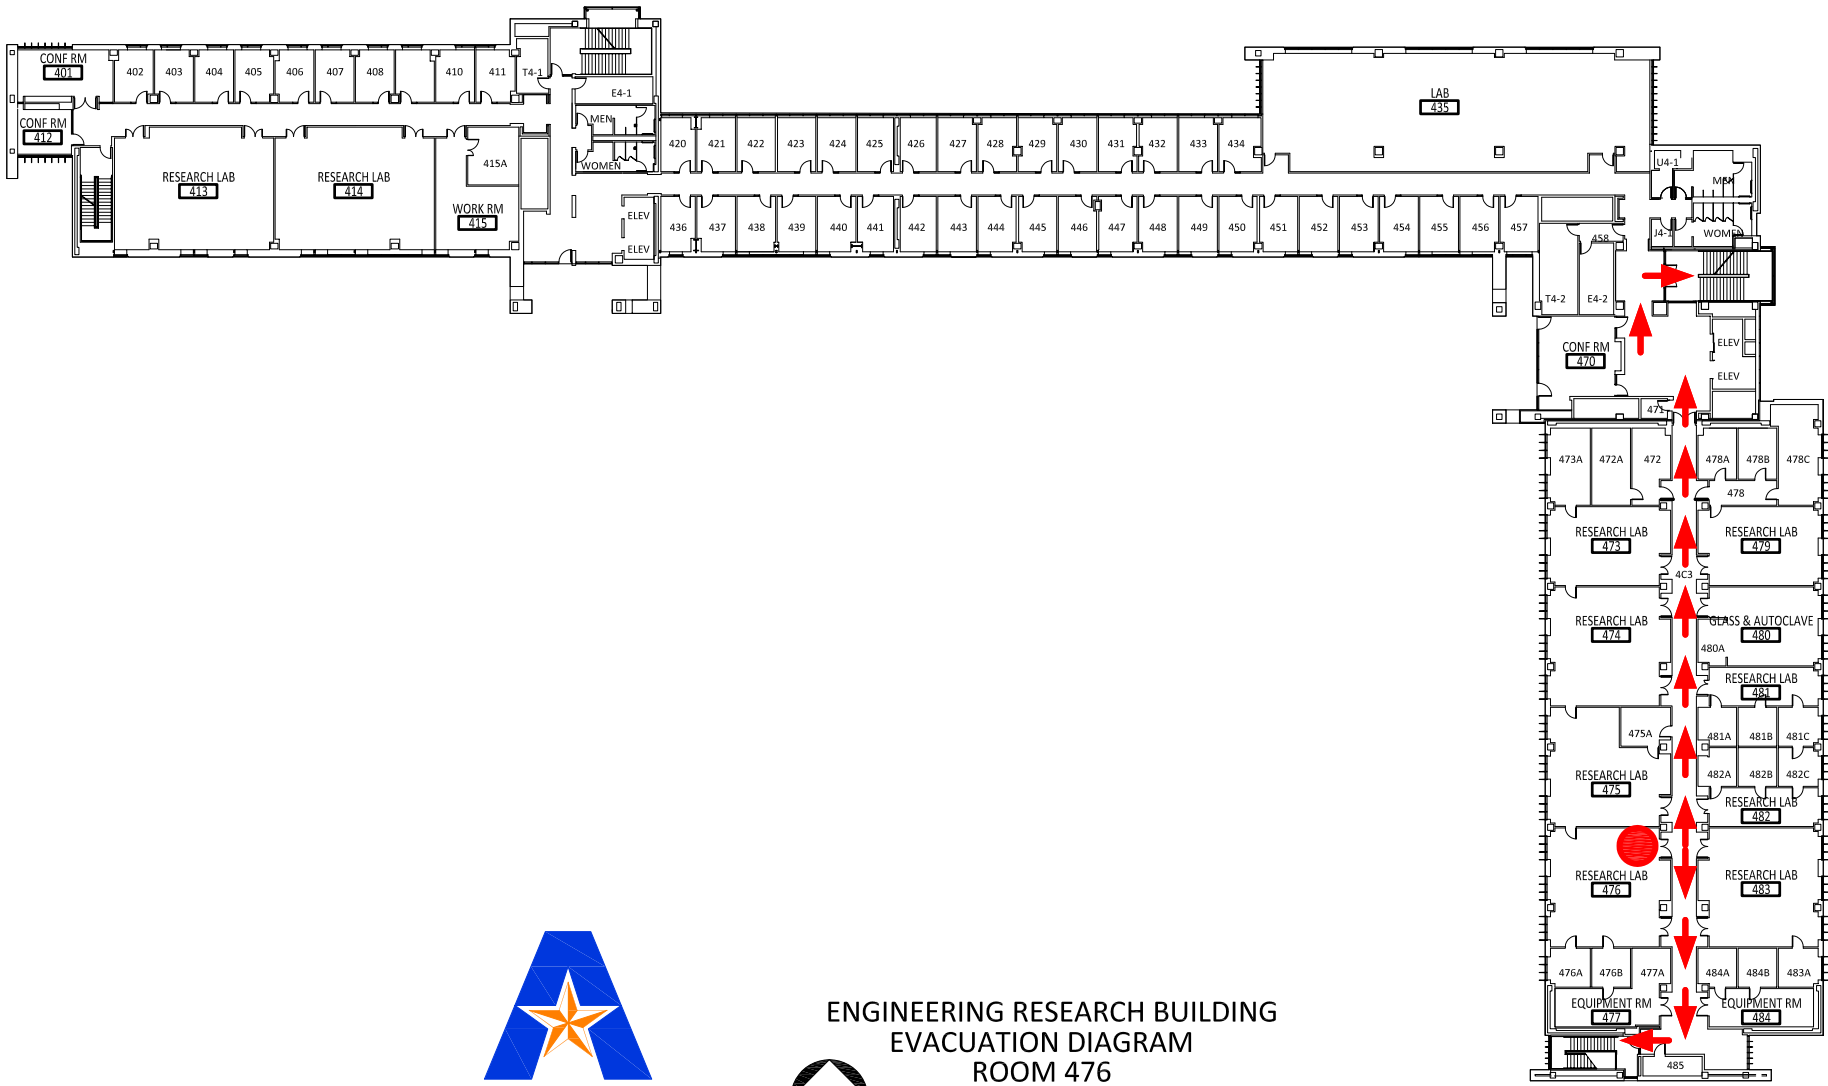 CONF RM
401
402
403
404
405
406
407
408
410
411
T4-1
E4-1
CONF RM
412
MEN
WOMEN
RESEARCH LAB
413
RESEARCH LAB
414
415A
WORK RM
415
ELEV
ELEV
420
421
422
423
424
425
426
427
428
429
430
431
432
433
434
LAB
435
436
437
438
439
440
441
442
443
444
445
446
447
448
449
450
451
452
453
454
455
456
457
458
U4-1
MEN
J4-1
WOMEN
T4-2
E4-2
CONF RM
470
ELEV
ELEV
471
473A
472A
472
478A
478B
478C
478
RESEARCH LAB
473
RESEARCH LAB
479
4C3
RESEARCH LAB
474
GLASS & AUTOCLAVE
480
480A
RESEARCH LAB
481
475A
481A
481B
481C
RESEARCH LAB
475
482A
482B
482C
RESEARCH LAB
482
RESEARCH LAB
476
RESEARCH LAB
483
476A
476B
477A
484A
484B
483A
EQUIPMENT RM
477
EQUIPMENT RM
484
485
ENGINEERING RESEARCH BUILDING
EVACUATION DIAGRAM
ROOM 476